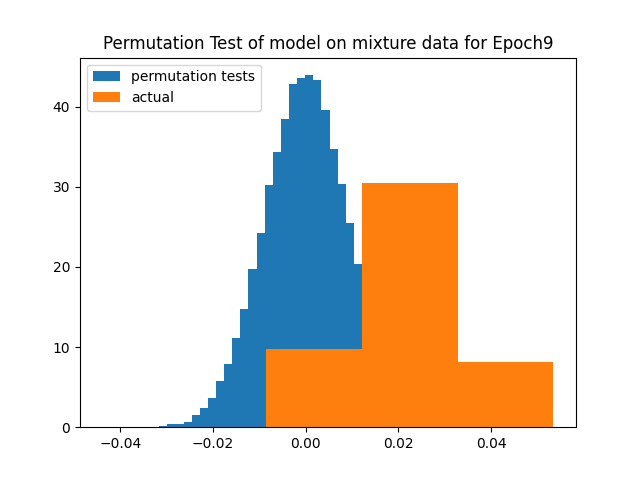 Permutation Test of model on mixture data for Epoch9
permutation tests
actual
40
30
20
10
0
−0.04 −0.02 0.00 0.02 0.04